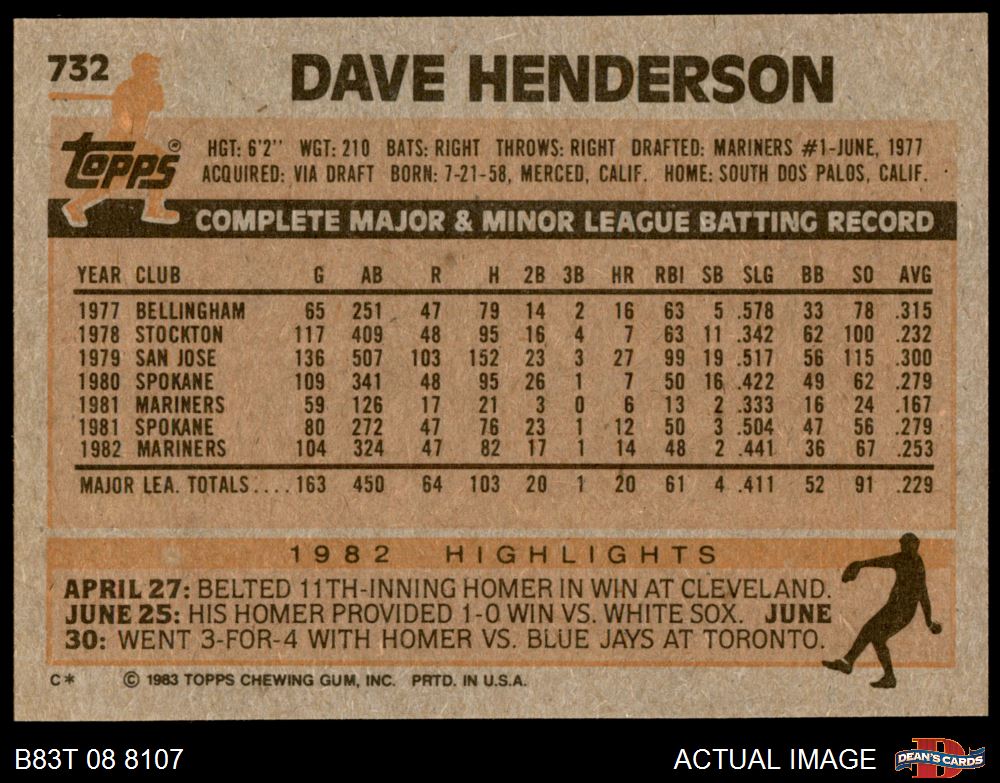 732
DAVE HENDERSON
Topps®
HGT: 6'2" WGT: 210 BATS: RIGHT THROWS: RIGHT DRAFTED: MARINERS #1-JUNE, 1977
ACQUIRED: VIA DRAFT BORN: 7-21-58, MERCED, CALIF. HOME: SOUTH DOS PALOS, CALIF.
COMPLETE MAJOR & MINOR LEAGUE BATTING RECORD
YEAR CLUB G AB R H 2B 3B HR RBI SB SLG BB SO AVG
1977 BELLINGHAM 65 251 47 79 14 2 16 63 5 .578 33 78 .315
1978 STOCKTON 117 409 48 95 16 4 7 63 11 .342 62 100 .232
1979 SAN JOSE 136 507 103 152 23 3 27 99 19 .517 56 115 .300
1980 SPOKANE 109 341 48 95 26 1 7 50 16 .422 49 62 .279
1981 MARINERS 59 126 17 21 3 0 6 13 2 .333 16 24 .167
1981 SPOKANE 80 272 47 76 23 1 12 50 3 .504 47 56 .279
1982 MARINERS 104 324 47 82 17 1 14 48 2 .441 36 67 .253
MAJOR LEA. TOTALS....163 450 64 103 20 1 20 61 4 .411 52 91 .229
1982 HIGHLIGHTS
APRIL 27: BELTED 11TH-INNING HOMER IN WIN AT CLEVELAND.
JUNE 25: HIS HOMER PROVIDED 1-0 WIN VS. WHITE SOX. JUNE
30: WENT 3-FOR-4 WITH HOMER VS. BLUE JAYS AT TORONTO.
C* © 1983 TOPPS CHEWING GUM, INC. PRTD. IN U.S.A.
B83T 08 8107
ACTUAL IMAGE
D
DEAN'S CARDS